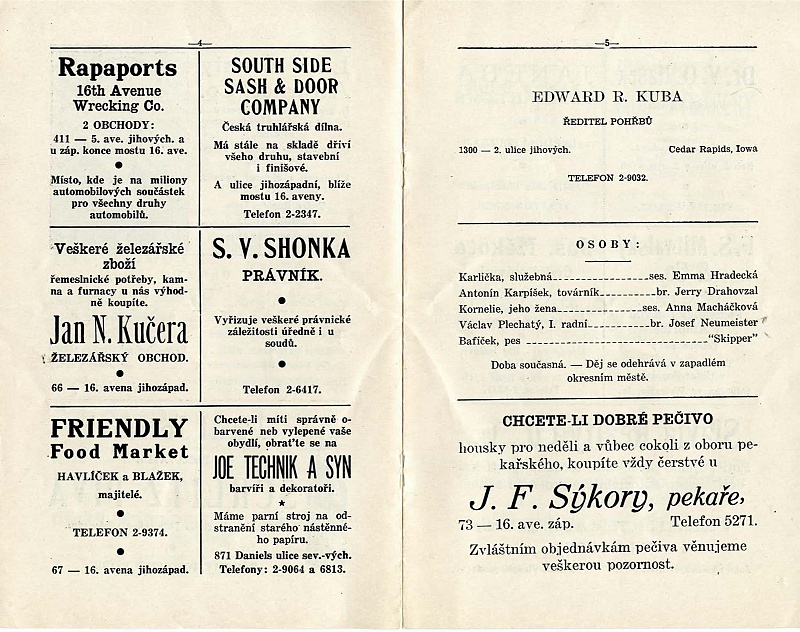 —4—
Rapaports
16th Avenue
Wrecking Co.
2 OBCHODY:
411 — 5. ave. jihových. a
u záp. konce mostu 16. ave.
●
Místo, kde je na miliony
automobilových součástek
pro všechny druhy
automobilů.
SOUTH SIDE
SASH & DOOR
COMPANY
Česká truhlářská dílna.
Má stále na skladě dříví
všeho druhu, stavební
i finišové.
A ulice jihozápadní, blíže
mostu 16. aveny.
Telefon 2-2347.
Veškeré železářské
zboží
řemeslnické potřeby, kam-
na a furnacy u nás výhod-
ně koupíte.
Jan N. Kučera
ŽELEZÁŘSKÝ OBCHOD.
●
66 — 16. avena jihozápad.
S. V. SHONKA
PRÁVNÍK.
●
Vyřizuje veškeré právnické
záležitosti úředně i u
soudů.
●
Telefon 2-6417.
FRIENDLY
Food Market
HAVLÍČEK a BLAŽEK,
majitelé.
●
TELEFON 2-9374.
●
67 — 16. avena jihozápad.
Chcete-li míti správně o-
barvené neb vylepené vaše
obydlí, obrat'te se na
JOE TECHNIK A SYN
barvíři a dekoratoři.
★
Máme parní stroj na od-
stranění starého nástěnné-
ho papíru.
871 Daniels ulice sev.-vých.
Telefony: 2-9064 a 6813.
—5—
EDWARD R. KUBA
ŘEDITEL POHŘBŮ
1300 — 2. ulice jihových. Cedar Rapids, Iowa
TELEFON 2-9032.
OSOBY:
Karlička, služebná ses. Emma Hradecká
Antonín Karpíšek, továrník br. Jerry Drahovzal
Kornelie, jeho žena ses. Anna Macháčková
Václav Plechatý, I. radní br. Josef Neumeister
Bafíček, pes "Skipper"
Doba současná. — Děj se odehrává v zapadlém
okresním městě.
CHCETE-LI DOBRÉ PEČIVO
housky pro neděli a vůbec cokoli z oboru pe-
kařského, koupíte vždy čerstvé u
J. F. Sýkory, pekaře,
73 — 16. ave. záp. Telefon 5271.
Zvláštním objednávkám pečiva věnujeme
veškerou pozornost.